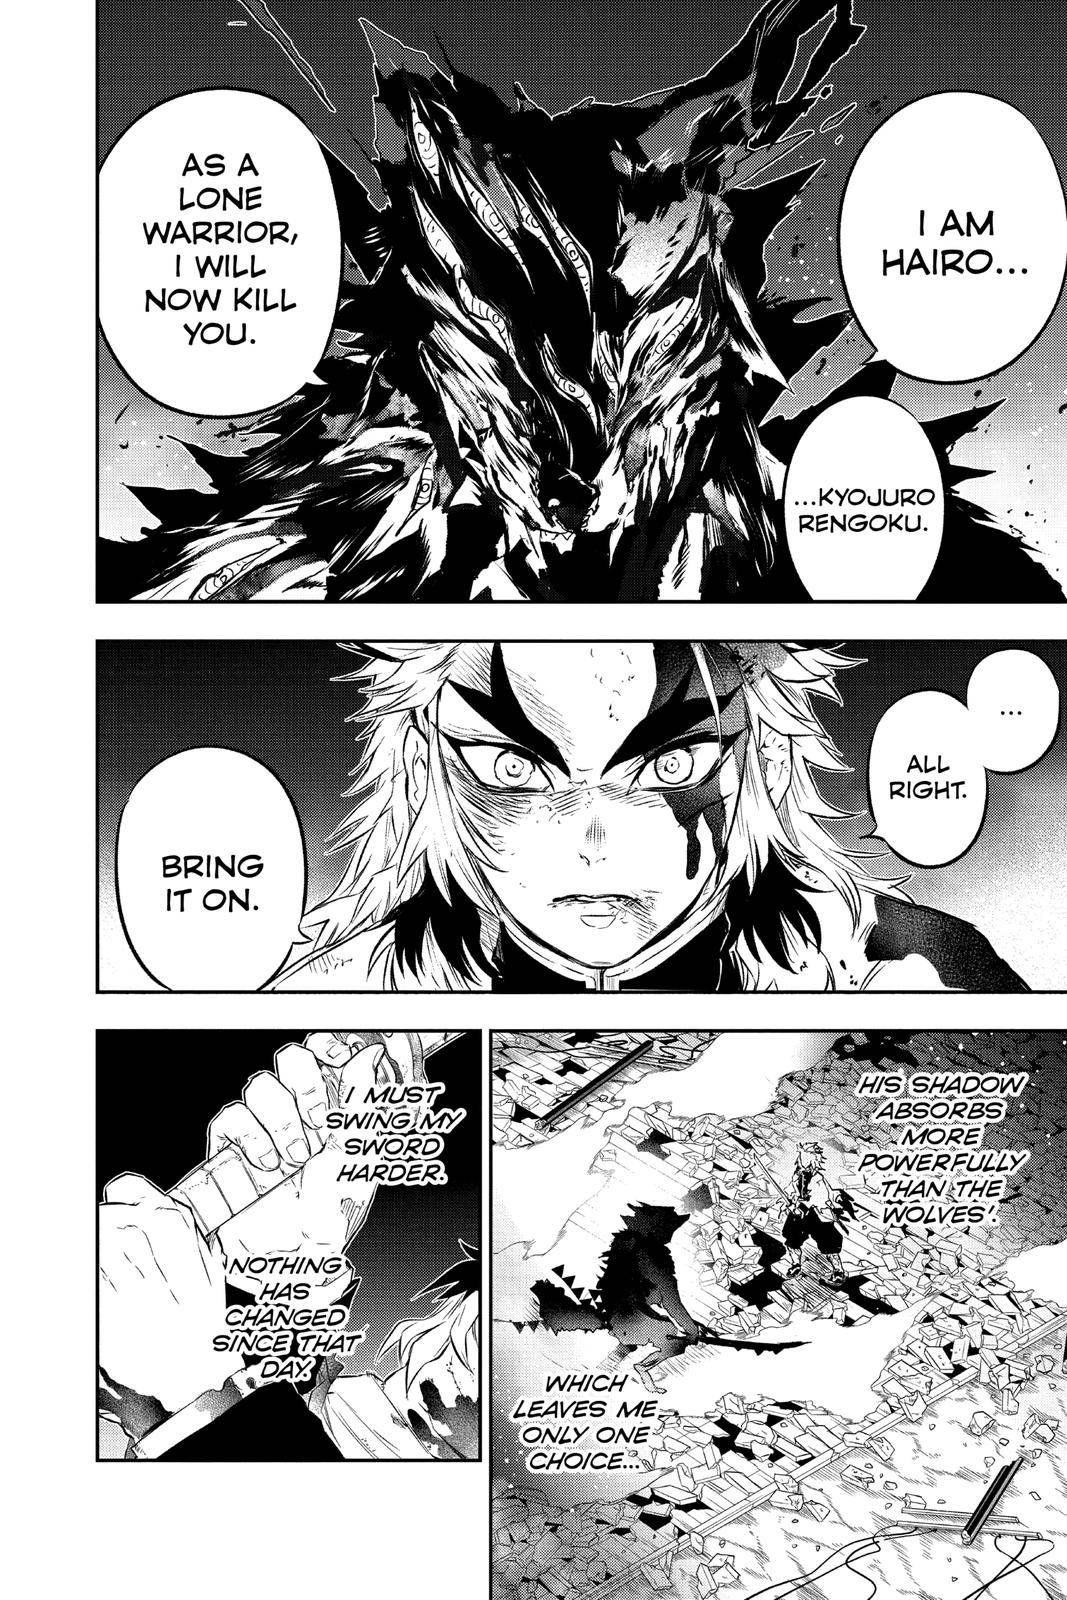 I AM
HAIRO...
...KYOJURO
RENGOKU.
AS A
LONE
WARRIOR,
I WILL
NOW KILL
YOU.
...
ALL
RIGHT.
BRING
IT ON.
HIS SHADOW
ABSORBS
MORE
POWERFULLY
THAN THE
WOLVES'.
WHICH
LEAVES ME
ONLY ONE
CHOICE...
I MUST
SWING MY
SWORD
HARDER.
NOTHING
HAS
CHANGED
SINCE THAT
DAY.